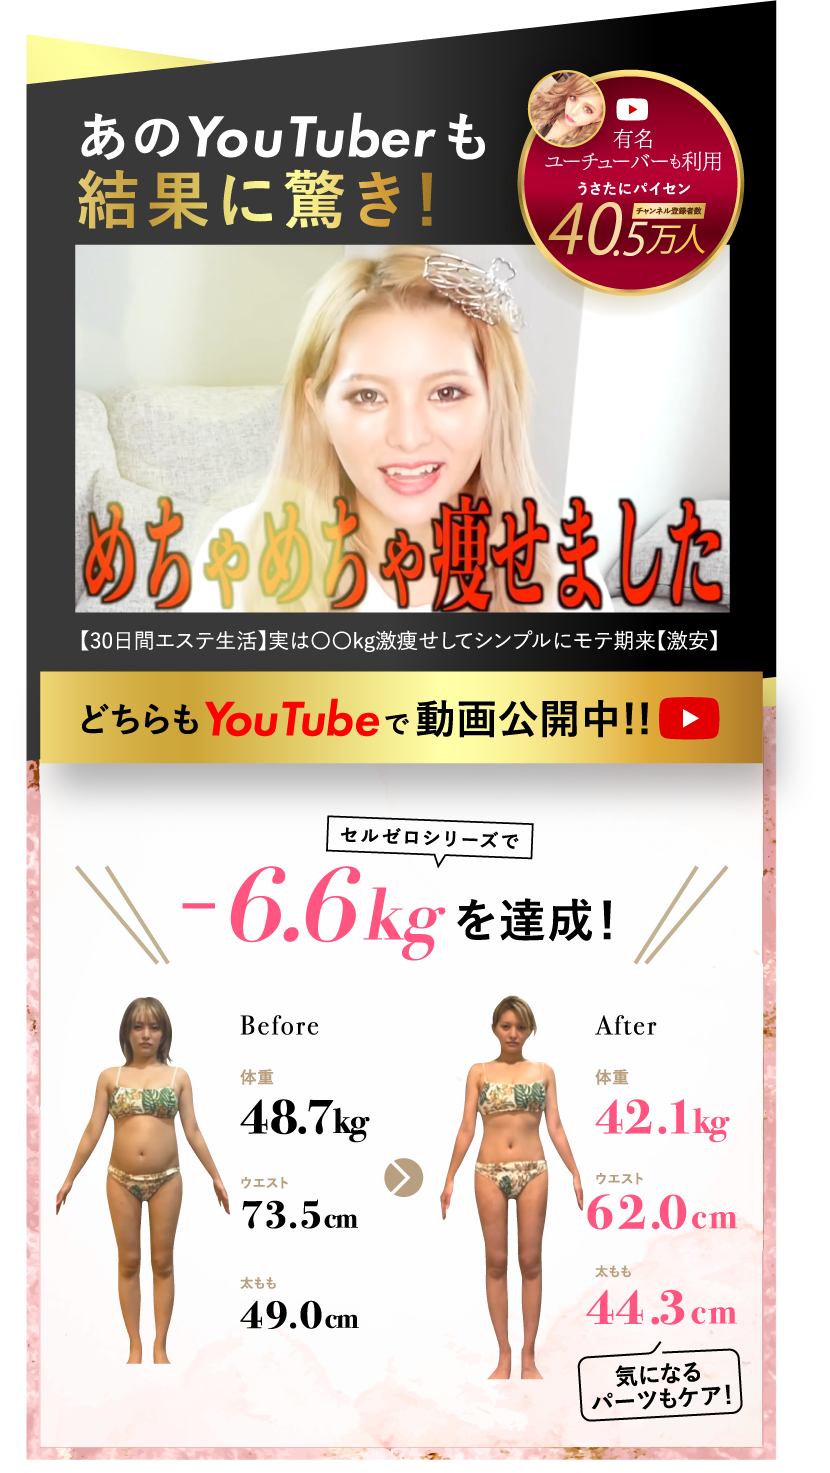 あのYouTuberも
結果に驚き!
有名
ユーチューバーも利用
うさたにパイセン
チャンネル登録者数
40.5万人
めちゃめちゃ痩せました
【30日間エステ生活】実は〇〇kg激痩せしてシンプルにモテ期来【激安】
どちらもYouTubeで動画公開中!!
セルゼロシリーズで
-6.6kgを達成!
Before
体重
48.7kg
ウエスト
73.5cm
太もも
49.0cm
After
体重
42.1kg
ウエスト
62.0cm
太もも
44.3cm
気になる
パーツもケア!